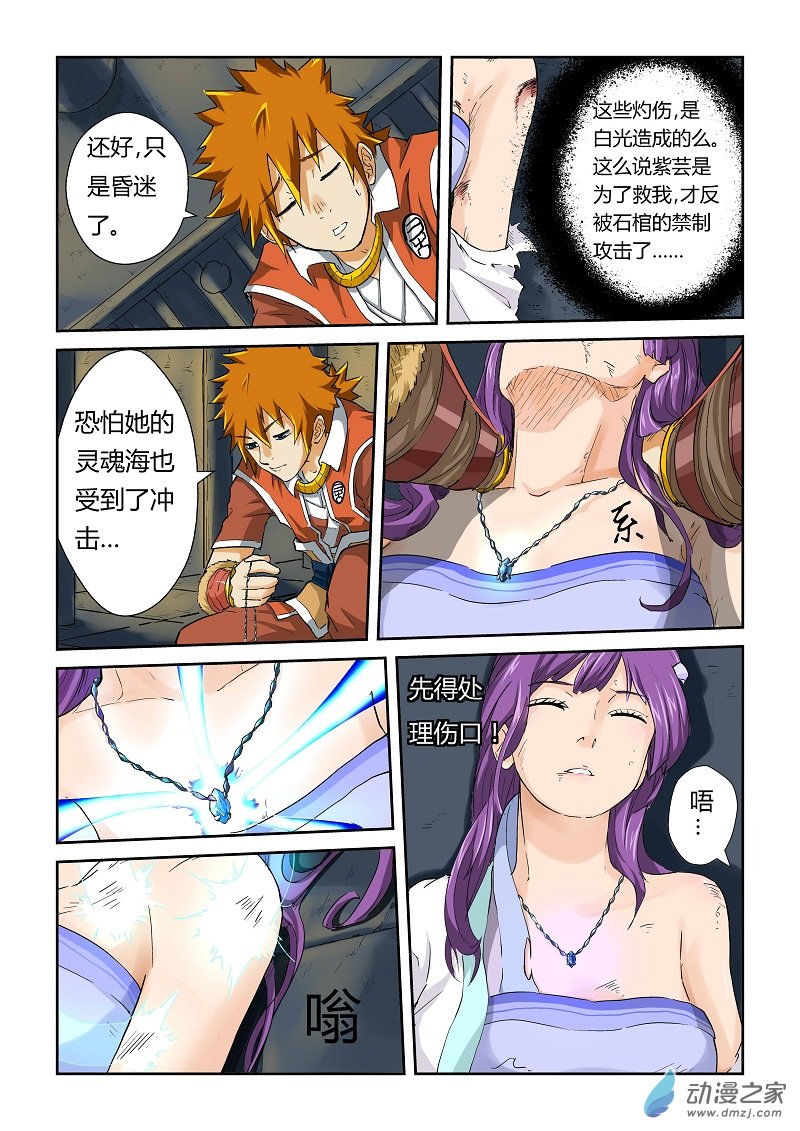 还好，只
是昏迷
了。
这些灼伤，是
白光造成的么。
这么说紫芸是
为了救我，才反
被石棺的禁制
攻击了……
恐怕她的
灵魂海也
受到了冲
击…
系
先得处
理伤口！
唔…
嗡
动漫之家
www.dmzj.com